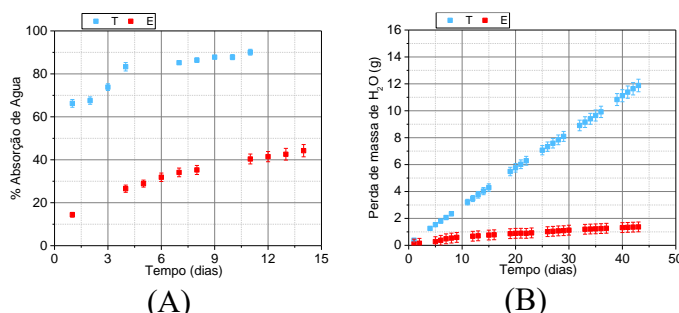 T E
% Absorção de Agua
100
80
60
40
20
0
0 3 6 9 12 15
Tempo (dias)
(A)
T E
Perda de massa de H₂O (g)
16
14
12
10
8
6
4
2
0
0 10 20 30 40 50
Tempo (dias)
(B)